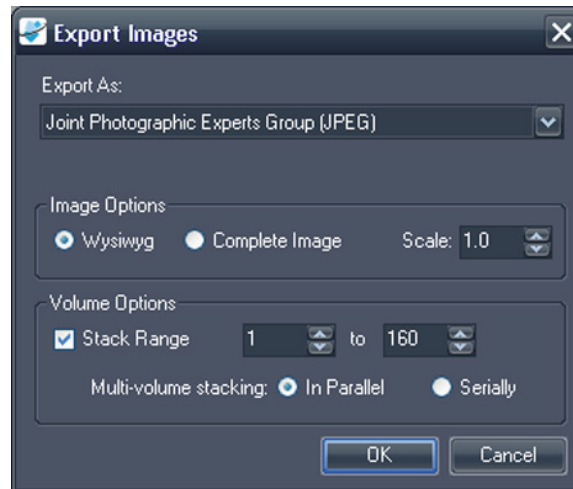 Export Images
Export As:
Joint Photographic Experts Group (JPEG)
Image Options
Wysiwyg Complete Image Scale: 1.0
Volume Options
Stack Range 1 to 160
Multi-volume stacking: In Parallel Serially
OK Cancel